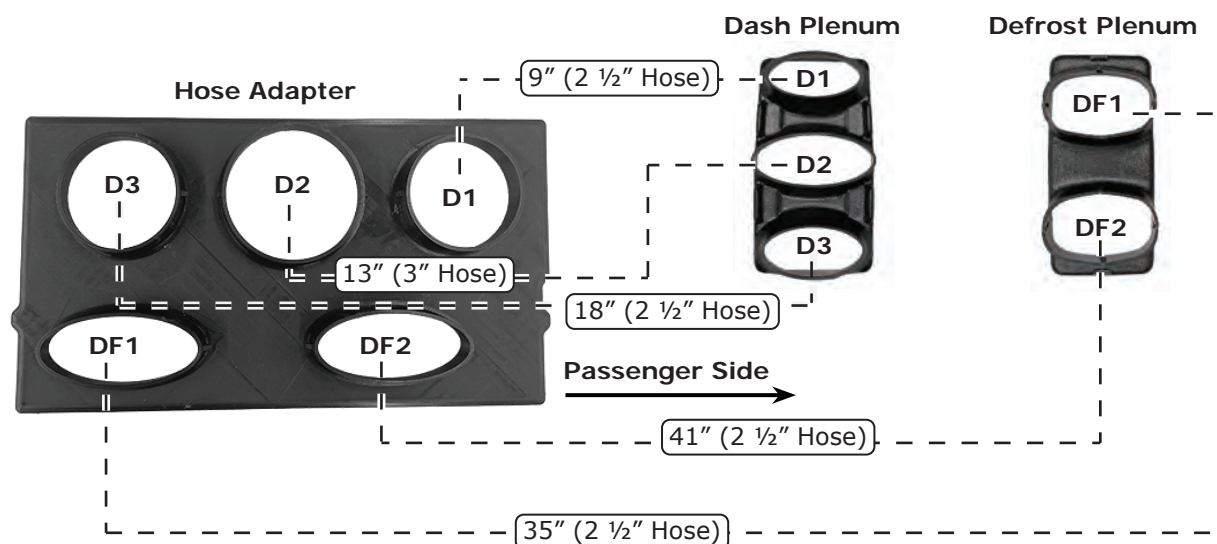 Dash Plenum
Defrost Plenum
Hose Adapter
9” (2 ½” Hose)
D1
DF1
D3
D2
D1
D2
DF2
D3
13” (3” Hose)
18” (2 ½” Hose)
DF1
DF2
Passenger Side
41” (2 ½” Hose)
35” (2 ½” Hose)